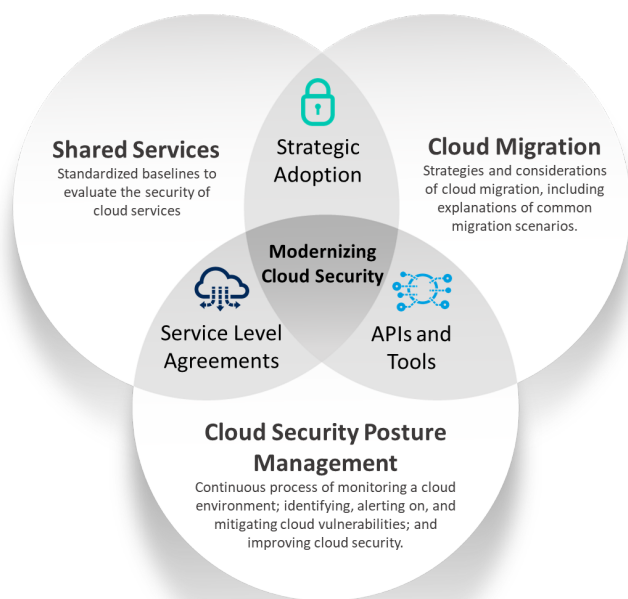 Strategic
Adoption
Shared Services
Standardized baselines to
evaluate the security of
cloud services
Cloud Migration
Strategies and considerations
of cloud migration, including
explanations of common
migration scenarios.
Modernizing
Cloud Security
Service Level
Agreements
APIs and
Tools
Cloud Security Posture
Management
Continuous process of monitoring a cloud
environment; identifying, alerting on, and
mitigating cloud vulnerabilities; and
improving cloud security.